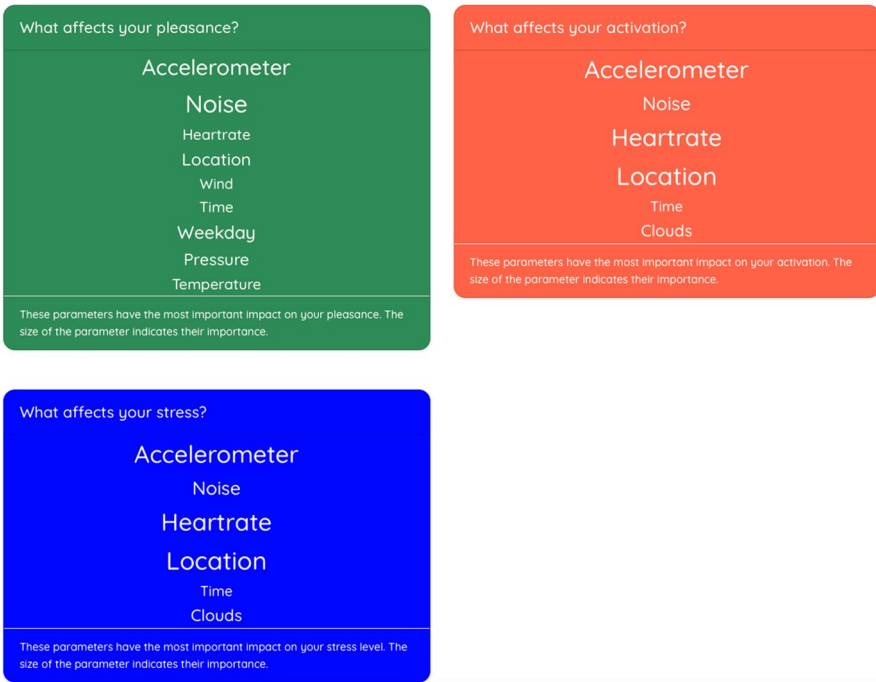 What affects your pleasance?
Accelerometer
Noise
Heartrate
Location
Wind
Time
Weekday
Pressure
Temperature
These parameters have the most important impact on your pleasance. The
size of the parameter indicates their importance.
What affects your activation?
Accelerometer
Noise
Heartrate
Location
Time
Clouds
These parameters have the most important impact on your activation. The
size of the parameter indicates their importance.
What affects your stress?
Accelerometer
Noise
Heartrate
Location
Time
Clouds
These parameters have the most important impact on your stress level. The
size of the parameter indicates their importance.